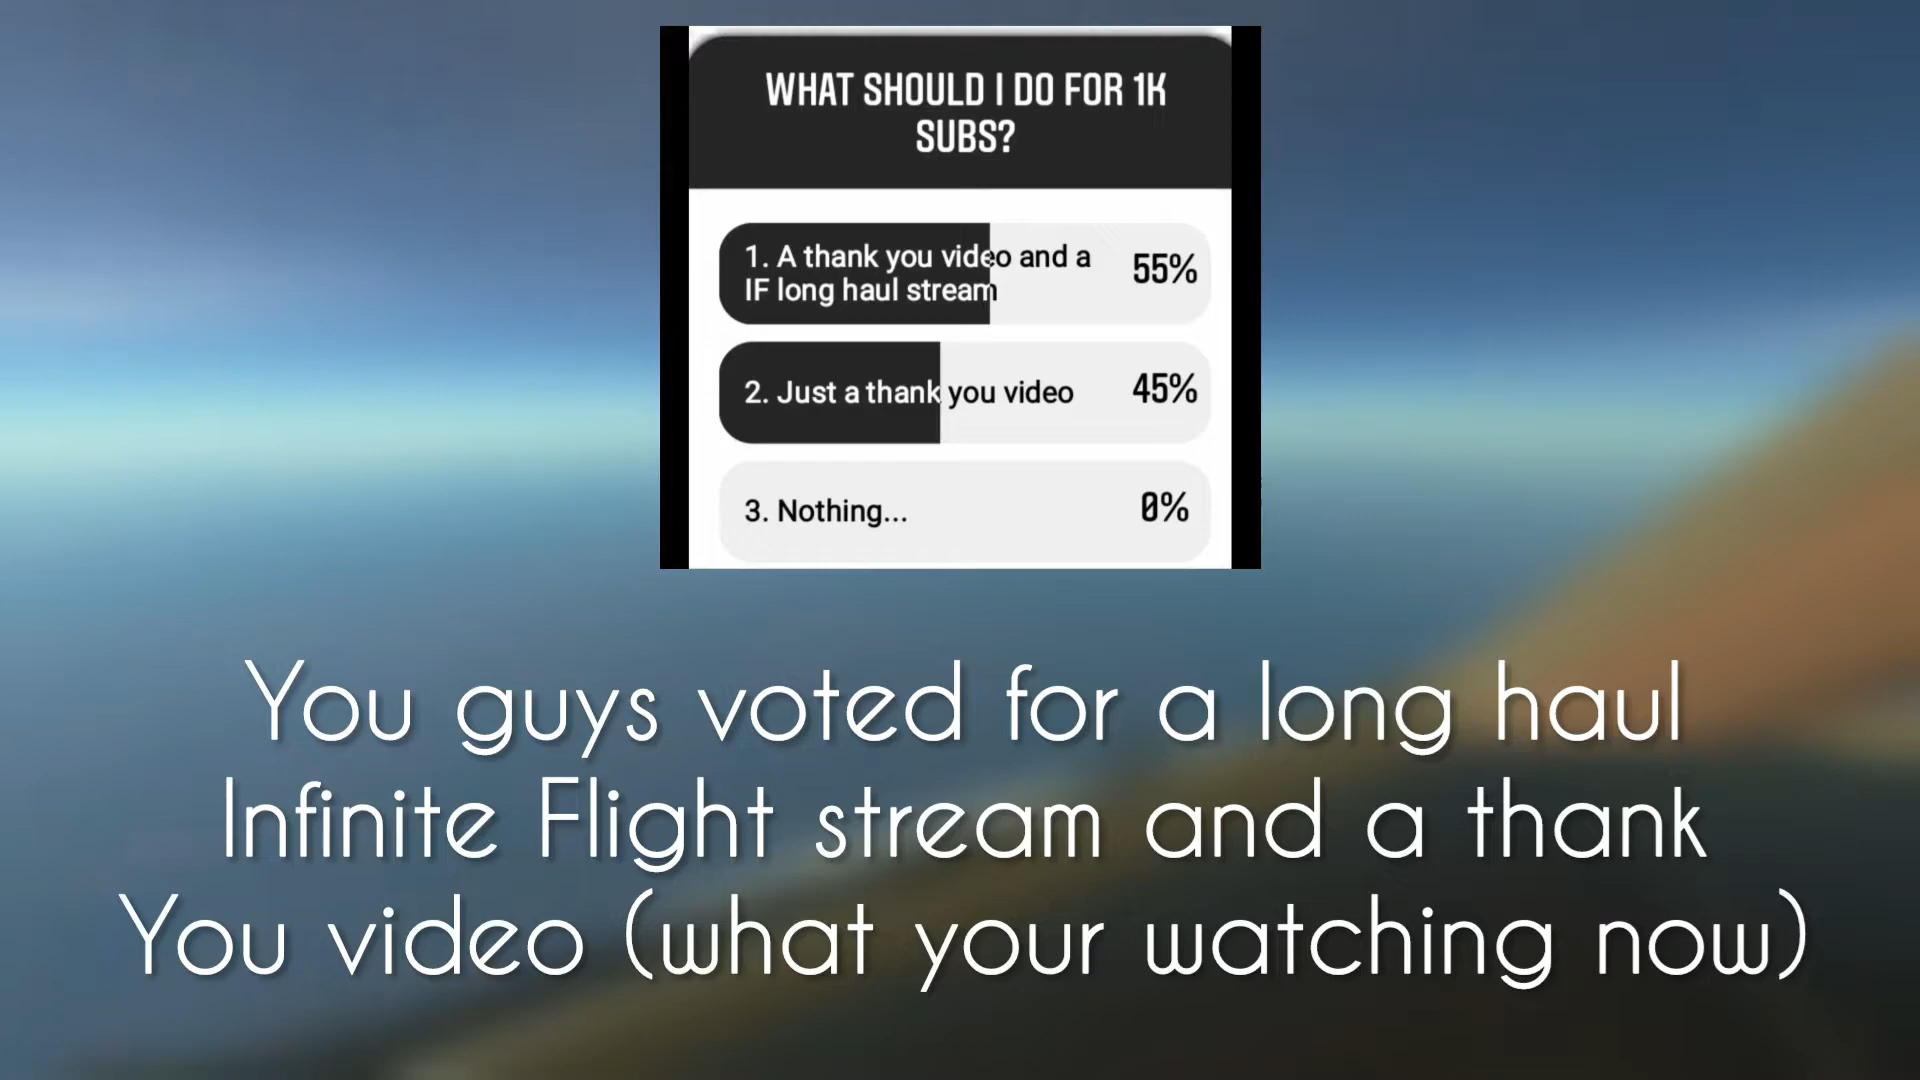 WHAT SHOULD I DO FOR 1K
SUBS?
1. A thank you video and a
IF long haul stream
55%
2. Just a thank you video
45%
3. Nothing...
0%
You guys voted for a long haul
Infinite Flight stream and a thank
You video (what your watching now)